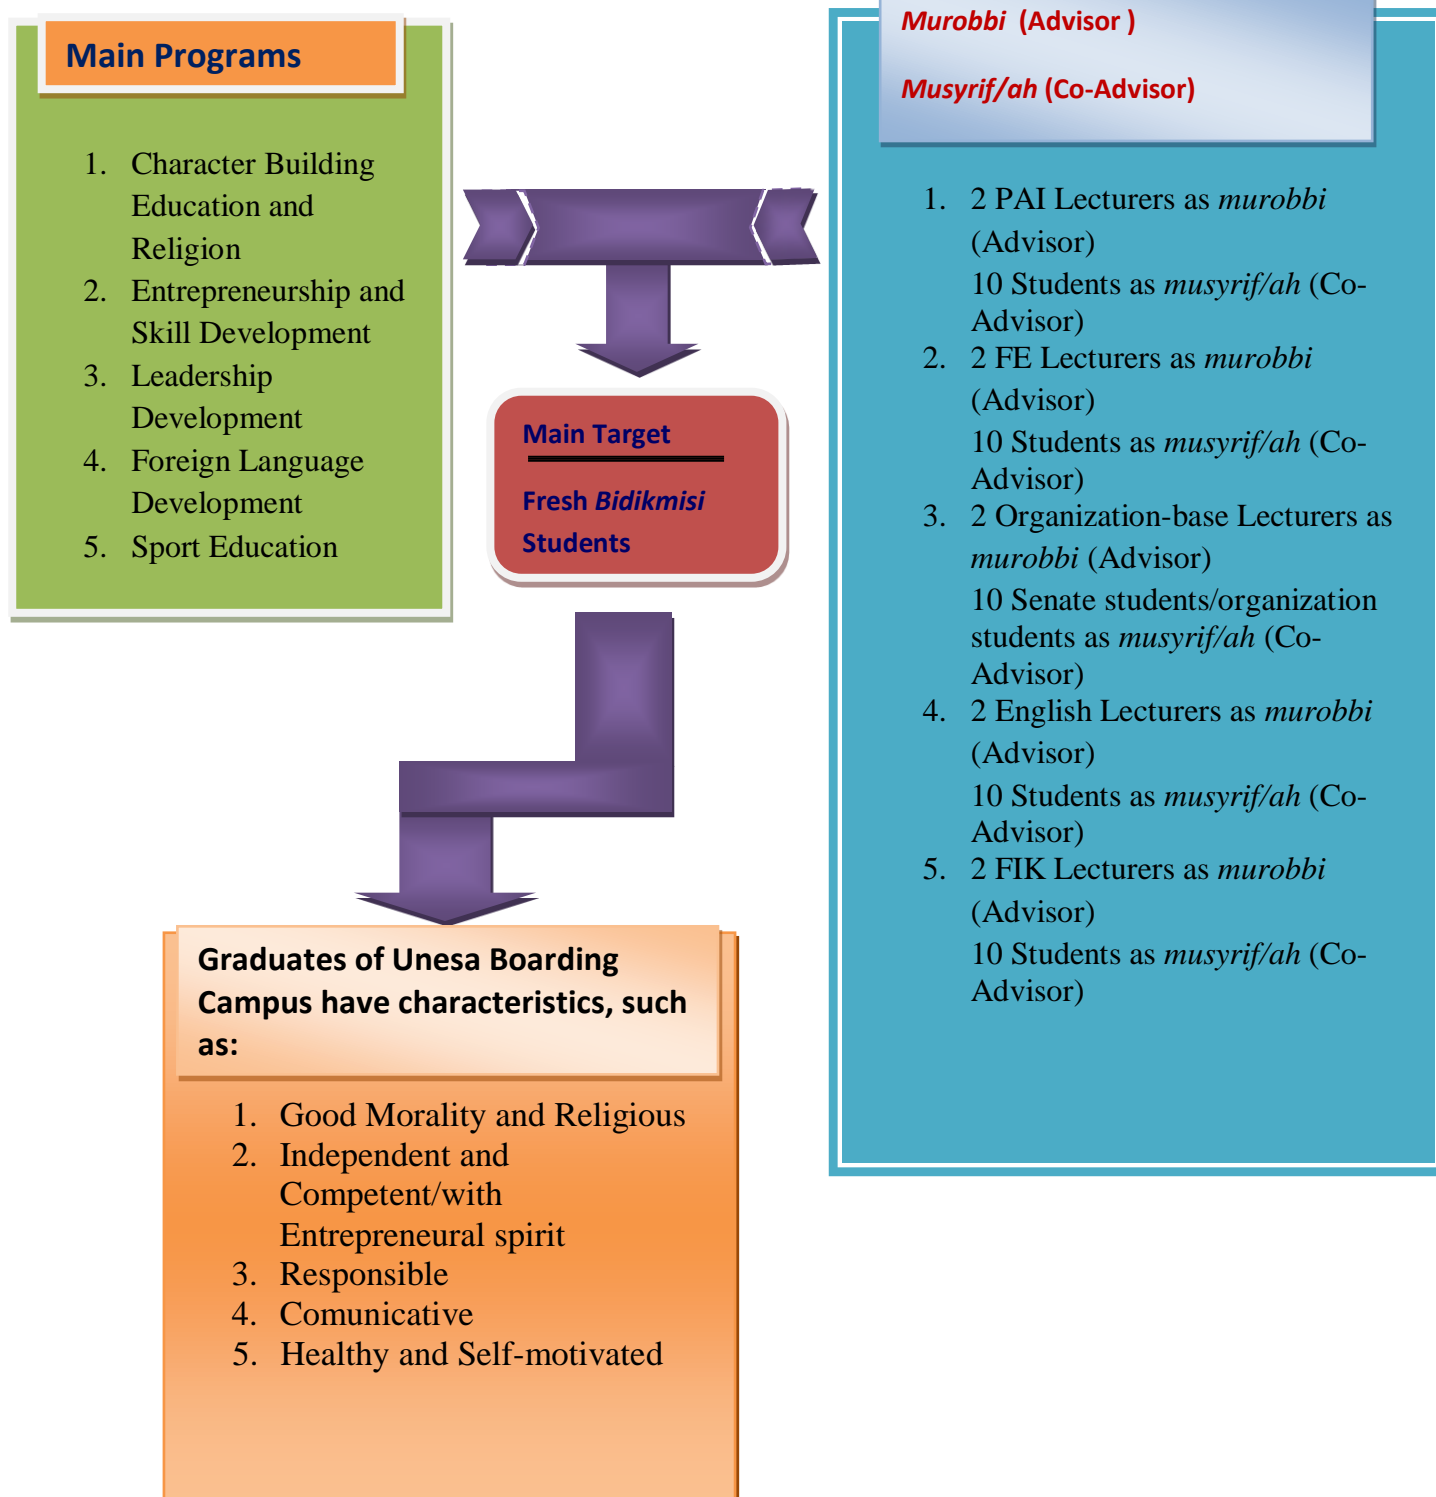 Main Programs
1. Character Building
Education and
Religion
2. Entrepreneurship and
Skill Development
3. Leadership
Development
4. Foreign Language
Development
5. Sport Education
Murobbi (Advisor )
Musyrif/ah (Co-Advisor)
1. 2 PAI Lecturers as murobbi
(Advisor)
10 Students as musyrif/ah (Co-
Advisor)
2. 2 FE Lecturers as murobbi
(Advisor)
10 Students as musyrif/ah (Co-
Advisor)
3. 2 Organization-base Lecturers as
murobbi (Advisor)
10 Senate students/organization
students as musyrif/ah (Co-
Advisor)
4. 2 English Lecturers as murobbi
(Advisor)
10 Students as musyrif/ah (Co-
Advisor)
5. 2 FIK Lecturers as murobbi
(Advisor)
10 Students as musyrif/ah (Co-
Advisor)
Main Target
Fresh Bidikmisi
Students
Graduates of Unesa Boarding
Campus have characteristics, such
as:
1. Good Morality and Religious
2. Independent and
Competent/with
Entrepreneural spirit
3. Responsible
4. Comunicative
5. Healthy and Self-motivated